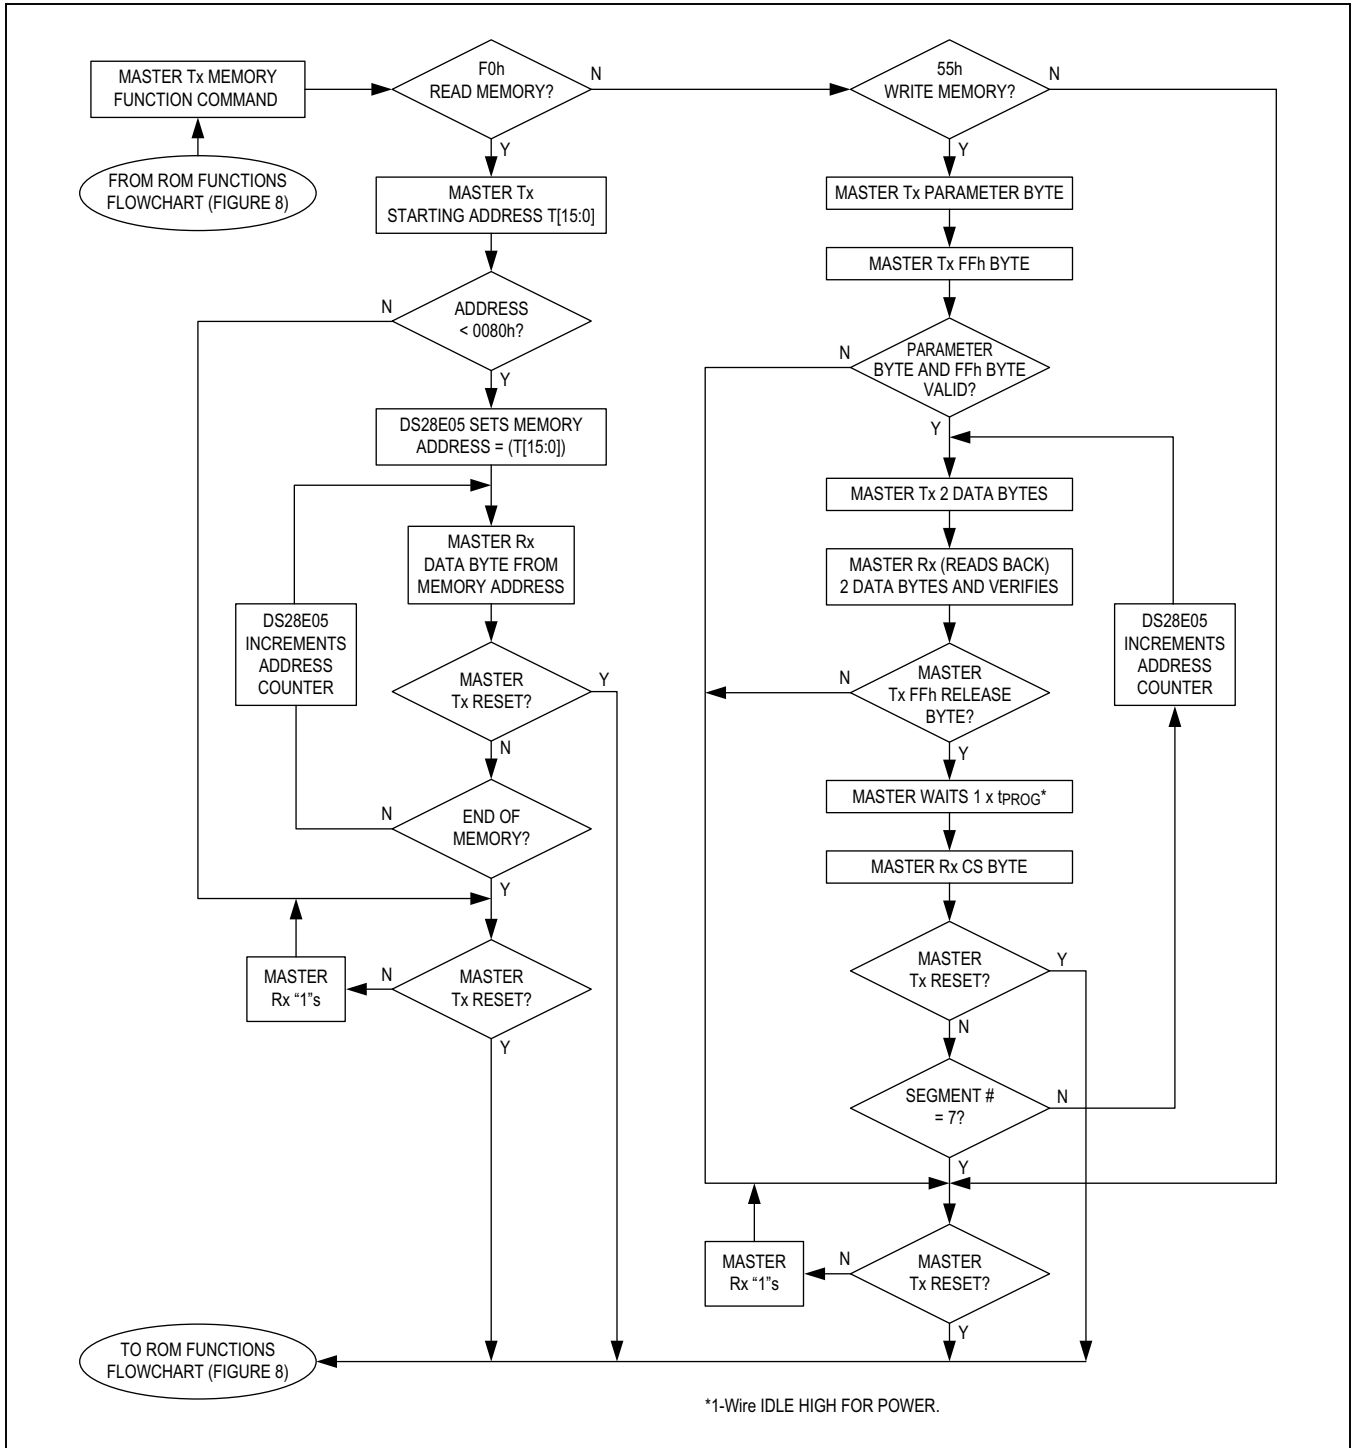 MASTER Tx MEMORY
FUNCTION COMMAND
FROM ROM FUNCTIONS
FLOWCHART (FIGURE 8)
F0h
READ MEMORY?
N
Y
MASTER Tx
STARTING ADDRESS T[15:0]
ADDRESS
< 0080h?
N
Y
DS28E05 SETS MEMORY
ADDRESS = (T[15:0])
MASTER Rx
DATA BYTE FROM
MEMORY ADDRESS
DS28E05
INCREMENTS
ADDRESS
COUNTER
MASTER
Tx RESET?
Y
N
END OF
MEMORY?
N
Y
MASTER
Tx RESET?
N
MASTER
Rx “1”s
Y
55h
WRITE MEMORY?
N
Y
MASTER Tx PARAMETER BYTE
MASTER Tx FFh BYTE
PARAMETER
BYTE AND FFh BYTE
VALID?
N
Y
MASTER Tx 2 DATA BYTES
MASTER Rx (READS BACK)
2 DATA BYTES AND VERIFIES
DS28E05
INCREMENTS
ADDRESS
COUNTER
MASTER
Tx FFh RELEASE
BYTE?
N
Y
MASTER WAITS 1 x tPROG*
MASTER Rx CS BYTE
MASTER
Tx RESET?
Y
N
SEGMENT #
= 7?
N
Y
MASTER
Tx RESET?
N
MASTER
Rx “1”s
Y
TO ROM FUNCTIONS
FLOWCHART (FIGURE 8)
*1-Wire IDLE HIGH FOR POWER.